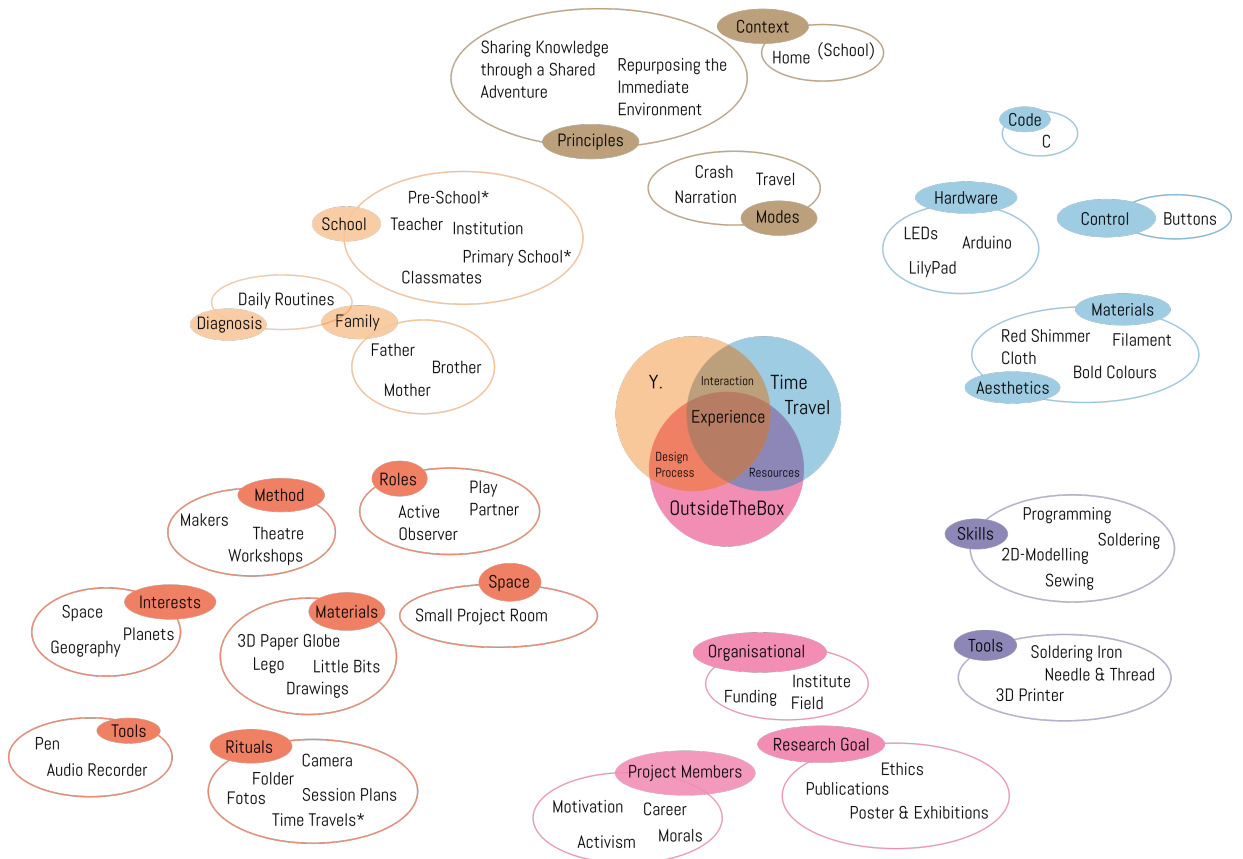 Context
Home
(School)
Sharing Knowledge
through a Shared
Adventure
Repurposing the
Immediate
Environment
Principles
Crash
Narration
Travel
Modes
Code
C
Hardware
LEDs
Arduino
LilyPad
Control
Buttons
Materials
Red Shimmer
Cloth
Filament
Bold Colours
Aesthetics
School
Pre-School*
Teacher
Institution
Primary School*
Classmates
Daily Routines
Diagnosis
Family
Father
Brother
Mother
Y.
Interaction
Time
Travel
Experience
Design
Process
Resources
OutsideTheBox
Method
Makers
Theatre
Workshops
Roles
Play
Partner
Active
Observer
Interests
Space
Planets
Geography
Materials
3D Paper Globe
Lego
Little Bits
Drawings
Space
Small Project Room
Tools
Pen
Audio Recorder
Rituals
Camera
Folder
Fotos
Session Plans
Time Travels*
Skills
Programming
Soldering
2D-Modelling
Sewing
Tools
Soldering Iron
Needle & Thread
3D Printer
Organisational
Institute
Funding
Field
Research Goal
Ethics
Publications
Poster & Exhibitions
Project Members
Motivation
Career
Activism
Morals